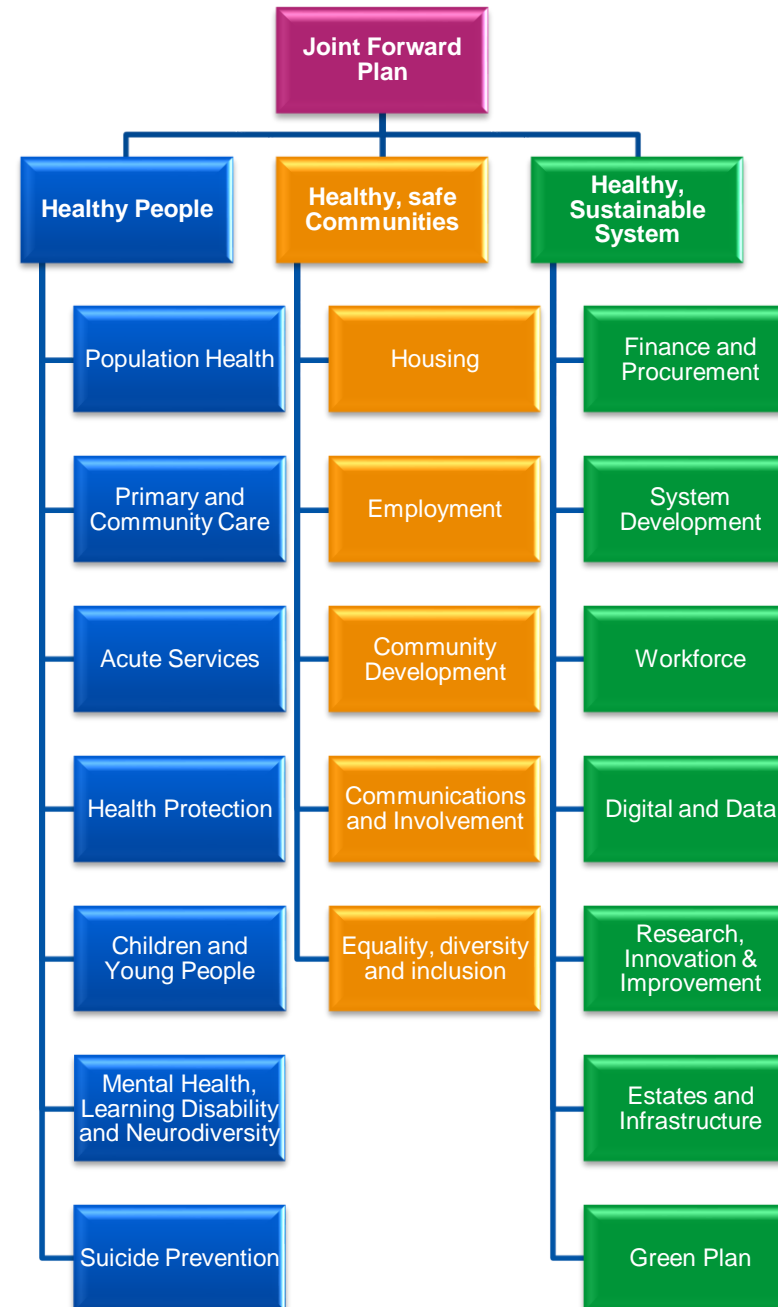 Joint Forward
Plan
Healthy People
Healthy, safe
Communities
Healthy,
Sustainable
System
Population Health
Primary and
Community Care
Acute Services
Health Protection
Children and
Young People
Mental Health,
Learning Disability
and Neurodiversity
Suicide Prevention
Housing
Employment
Community
Development
Communications
and Involvement
Equality, diversity
and inclusion
Finance and
Procurement
System
Development
Workforce
Digital and Data
Research,
Innovation &
Improvement
Estates and
Infrastructure
Green Plan